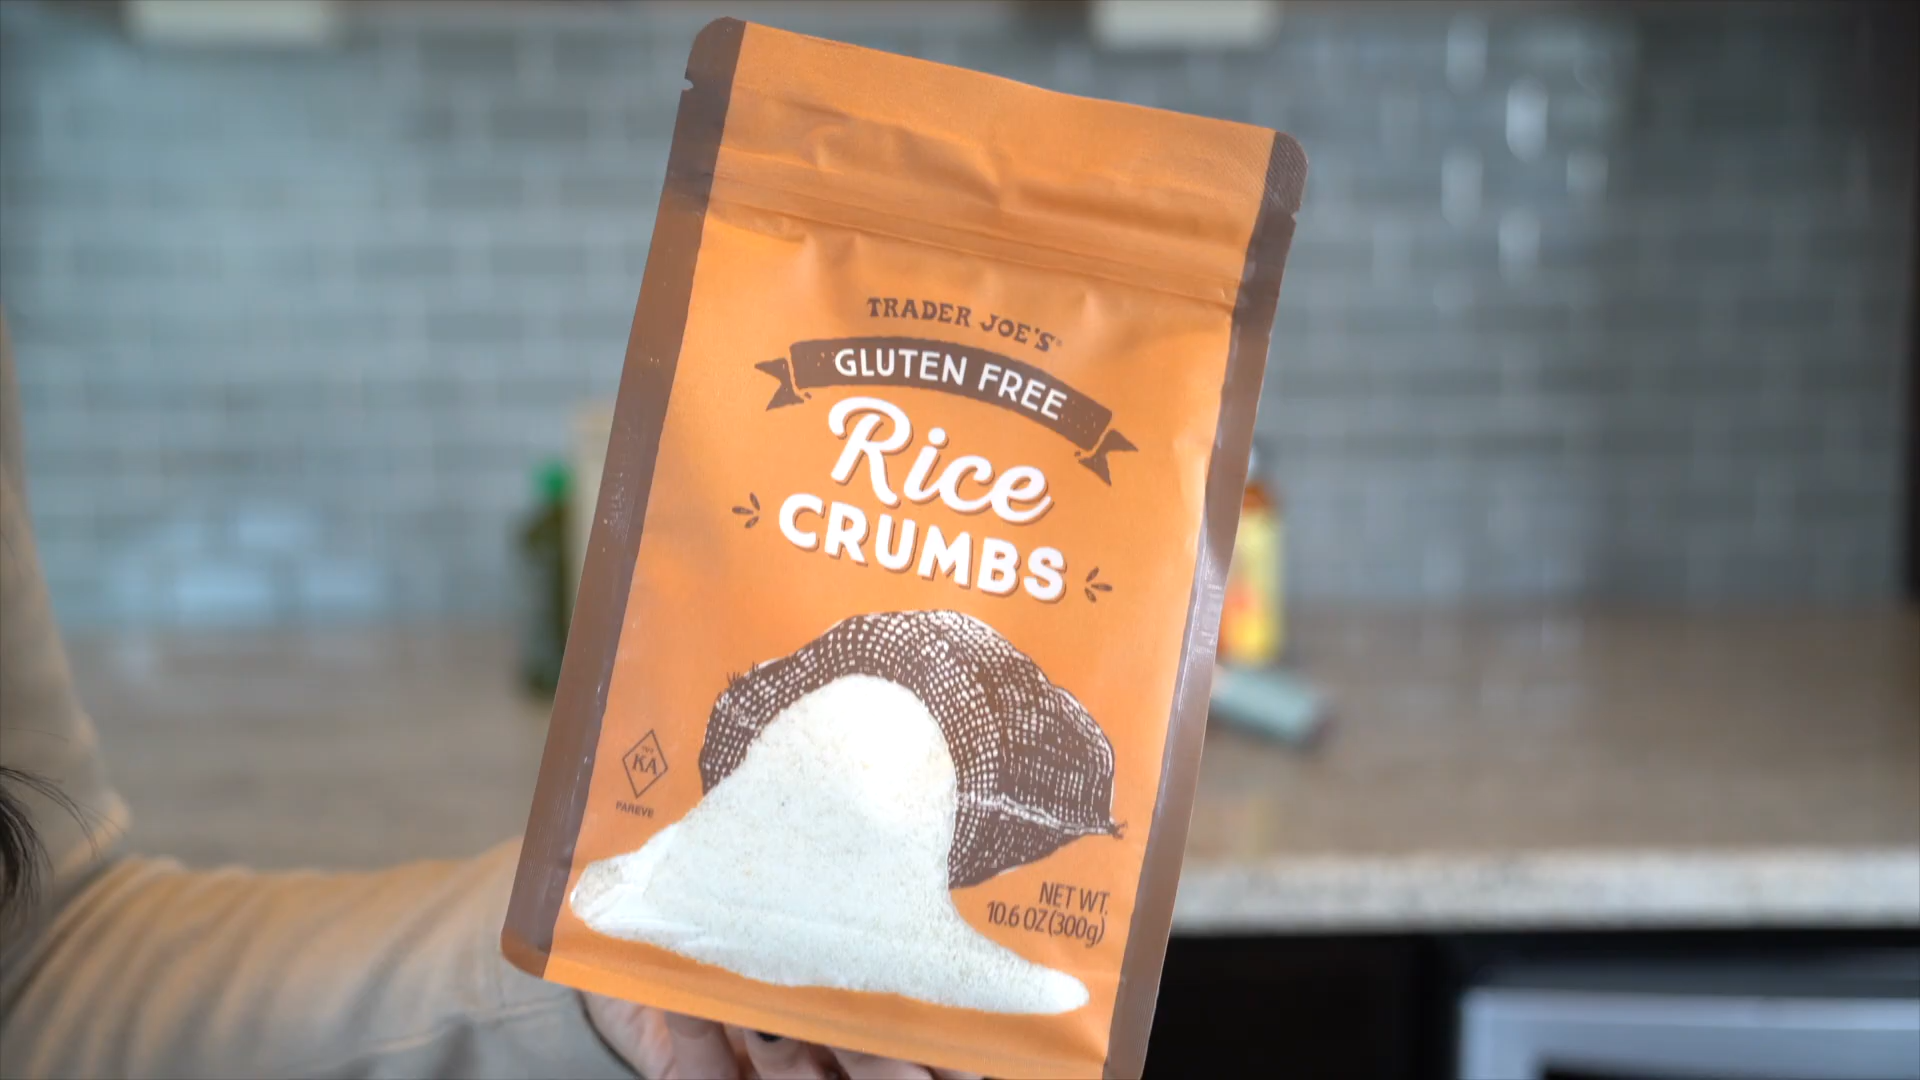 TRADER JOE'S
GLUTEN FREE
Rice
CRUMBS
KA
PAREVE
NET WT.
10.6 OZ (300g)